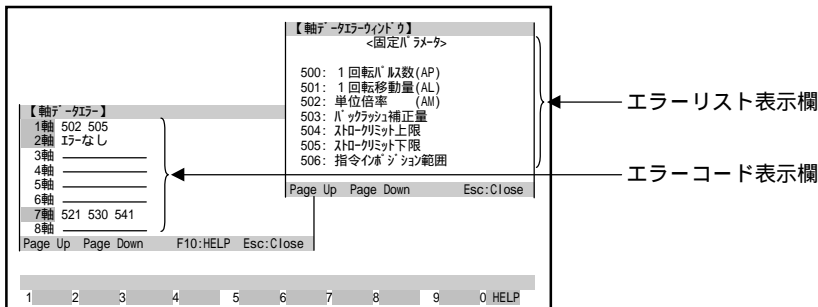 【軸ﾃﾞｰﾀｴﾗｰｳｨﾝﾄﾞｳ】
<固定ﾊﾟﾗﾒｰﾀ>
500: 1回転ﾊﾟﾙｽ数(AP)
501: 1回転移動量(AL)
502: 単位倍率 (AM)
503: ﾊﾞｯｸﾗｯｼｭ補正量
504: ｽﾄﾛｰｸﾘﾐｯﾄ上限
505: ｽﾄﾛｰｸﾘﾐｯﾄ下限
506: 指令ｲﾝﾎﾟｼﾞｼｮﾝ範囲
Page Up Page Down Esc:Close
エラーリスト表示欄
エラーコード表示欄
【軸ﾃﾞｰﾀｴﾗｰ】
1軸 502 505
2軸 ｴﾗｰなし
3軸
4軸
5軸
6軸
7軸 521 530 541
8軸
Page Up Page Down F10:HELP Esc:Close
1 2 3 4 5 6 7 8 9 0 HELP